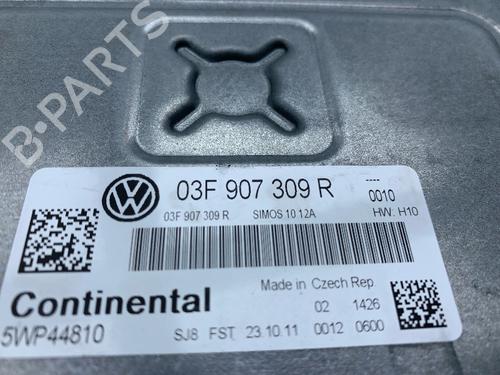 B-PARTS
03F 907 309 R
----
0010
03F 907 309 R SIMOS 10.12A HW: H10
Made in Czech Rep.
Continental 02 1426
5WP44810 SJ8 FST 23.10.11 0012 0600